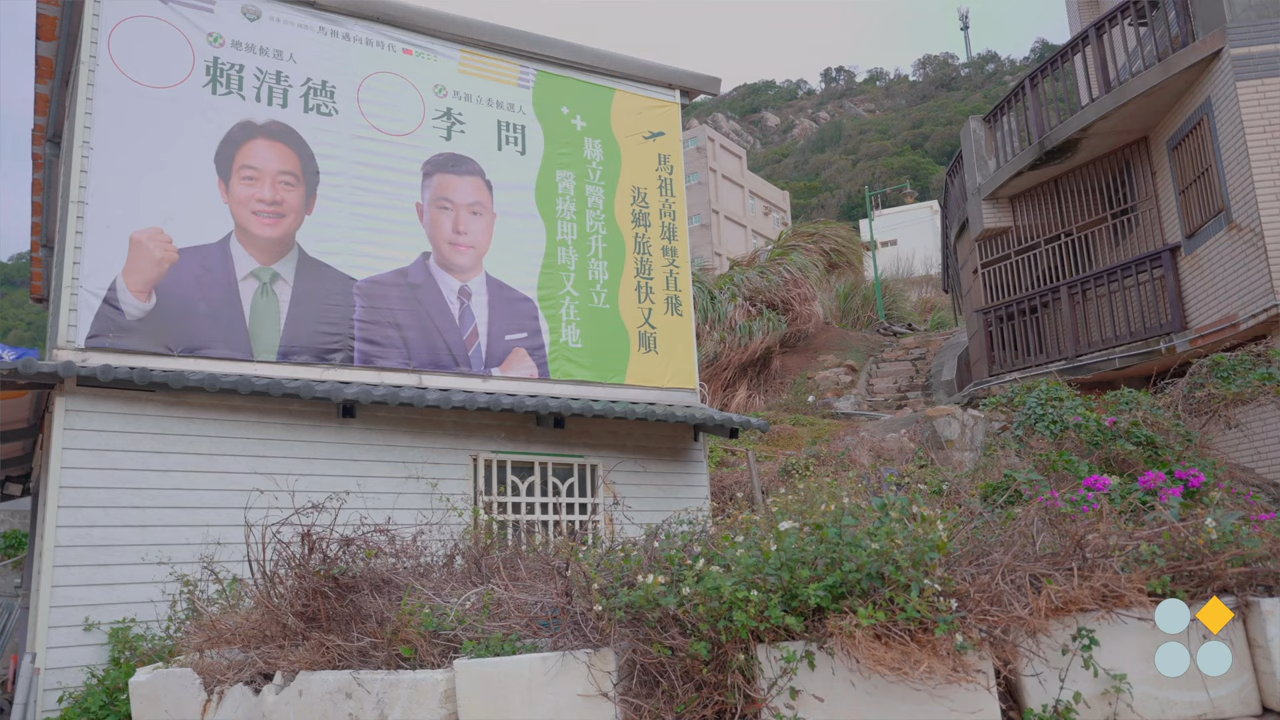 馬祖邁向新時代
總統候選人
賴清德
馬祖立委候選人
李問
馬祖高雄雙直飛
返鄉旅遊快又順
縣立醫院升部立
醫療即時又在地